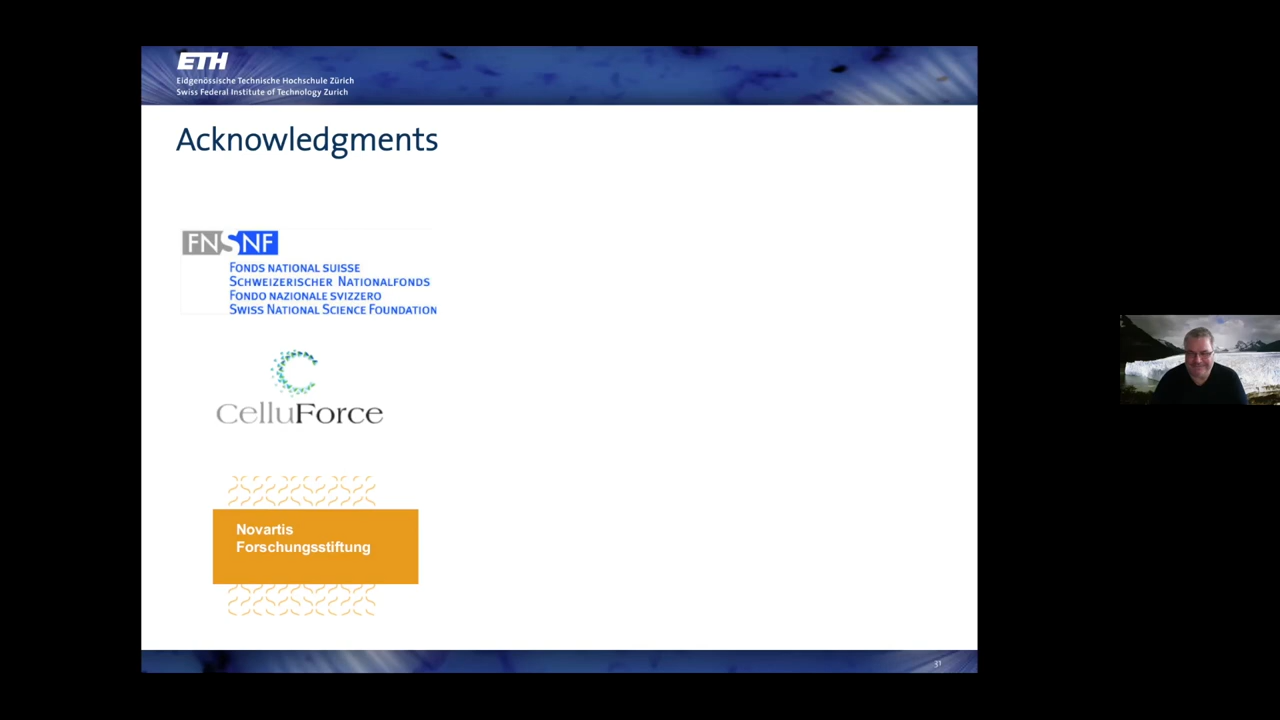 ETH
Eidgenössische Technische Hochschule Zürich
Swiss Federal Institute of Technology Zurich
Acknowledgments
FNSNF
FONDS NATIONAL SUISSE
SCHWEIZERISCHER NATIONALFONDS
FONDO NAZIONALE SVIZZERO
SWISS NATIONAL SCIENCE FOUNDATION
CelluForce
Novartis
Forschungsstiftung
31